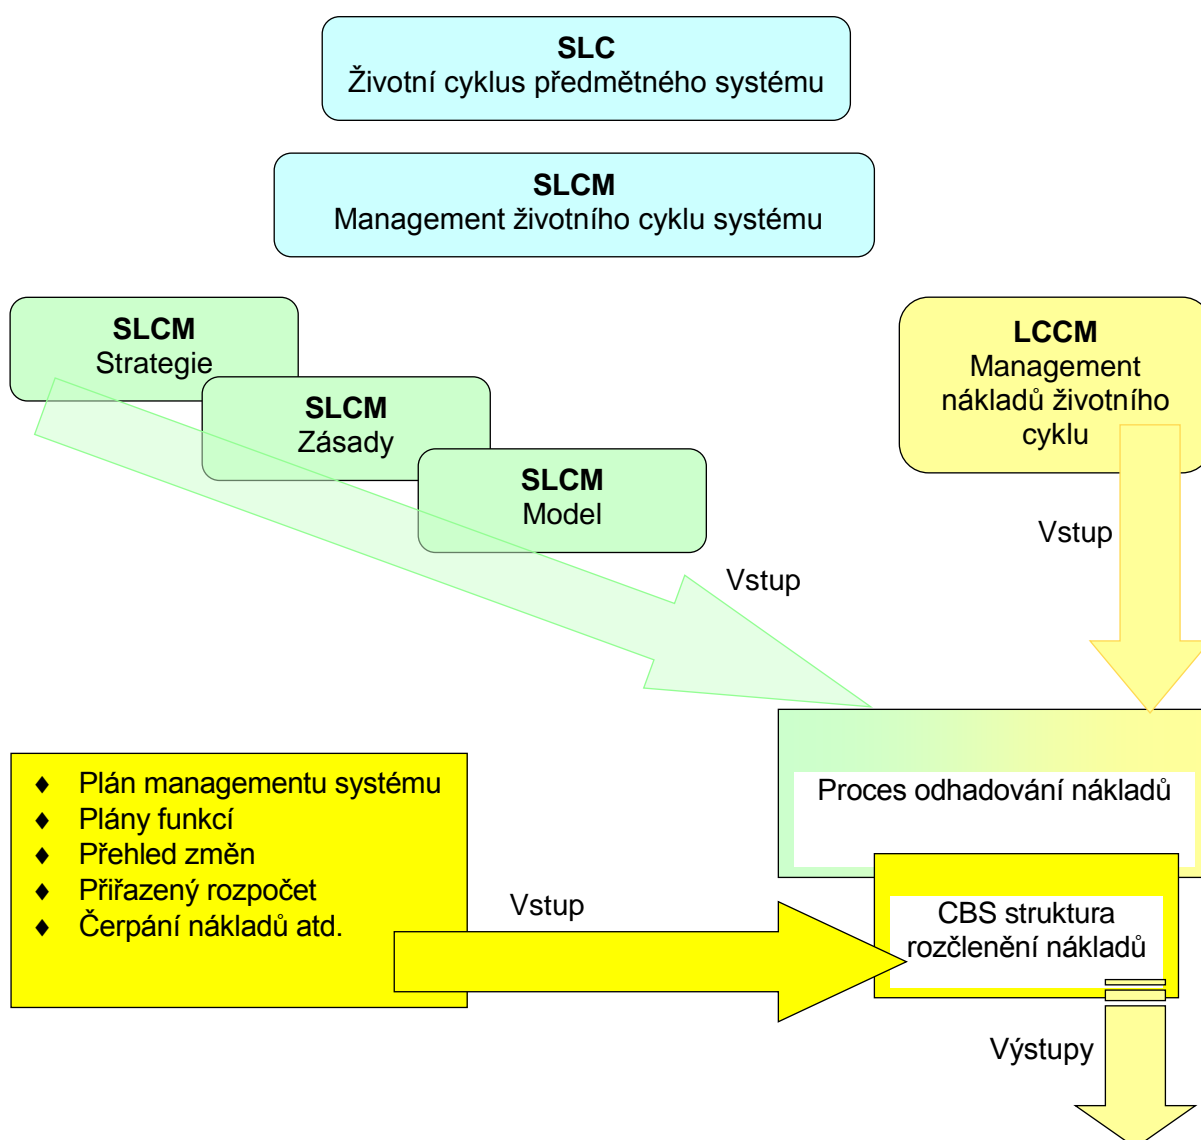 SLC
Životní cyklus předmětného systému
SLCM
Management životního cyklu systému
SLCM
Strategie
SLCM
Zásady
SLCM
Model
LCCM
Management
nákladů životního
cyklu
Vstup
Vstup
Proces odhadování nákladů
♦ Plán managementu systému
♦ Plány funkcí
♦ Přehled změn
♦ Přiřazený rozpočet
♦ Čerpání nákladů atd.
Vstup
CBS struktura
rozčlenění nákladů
Výstupy